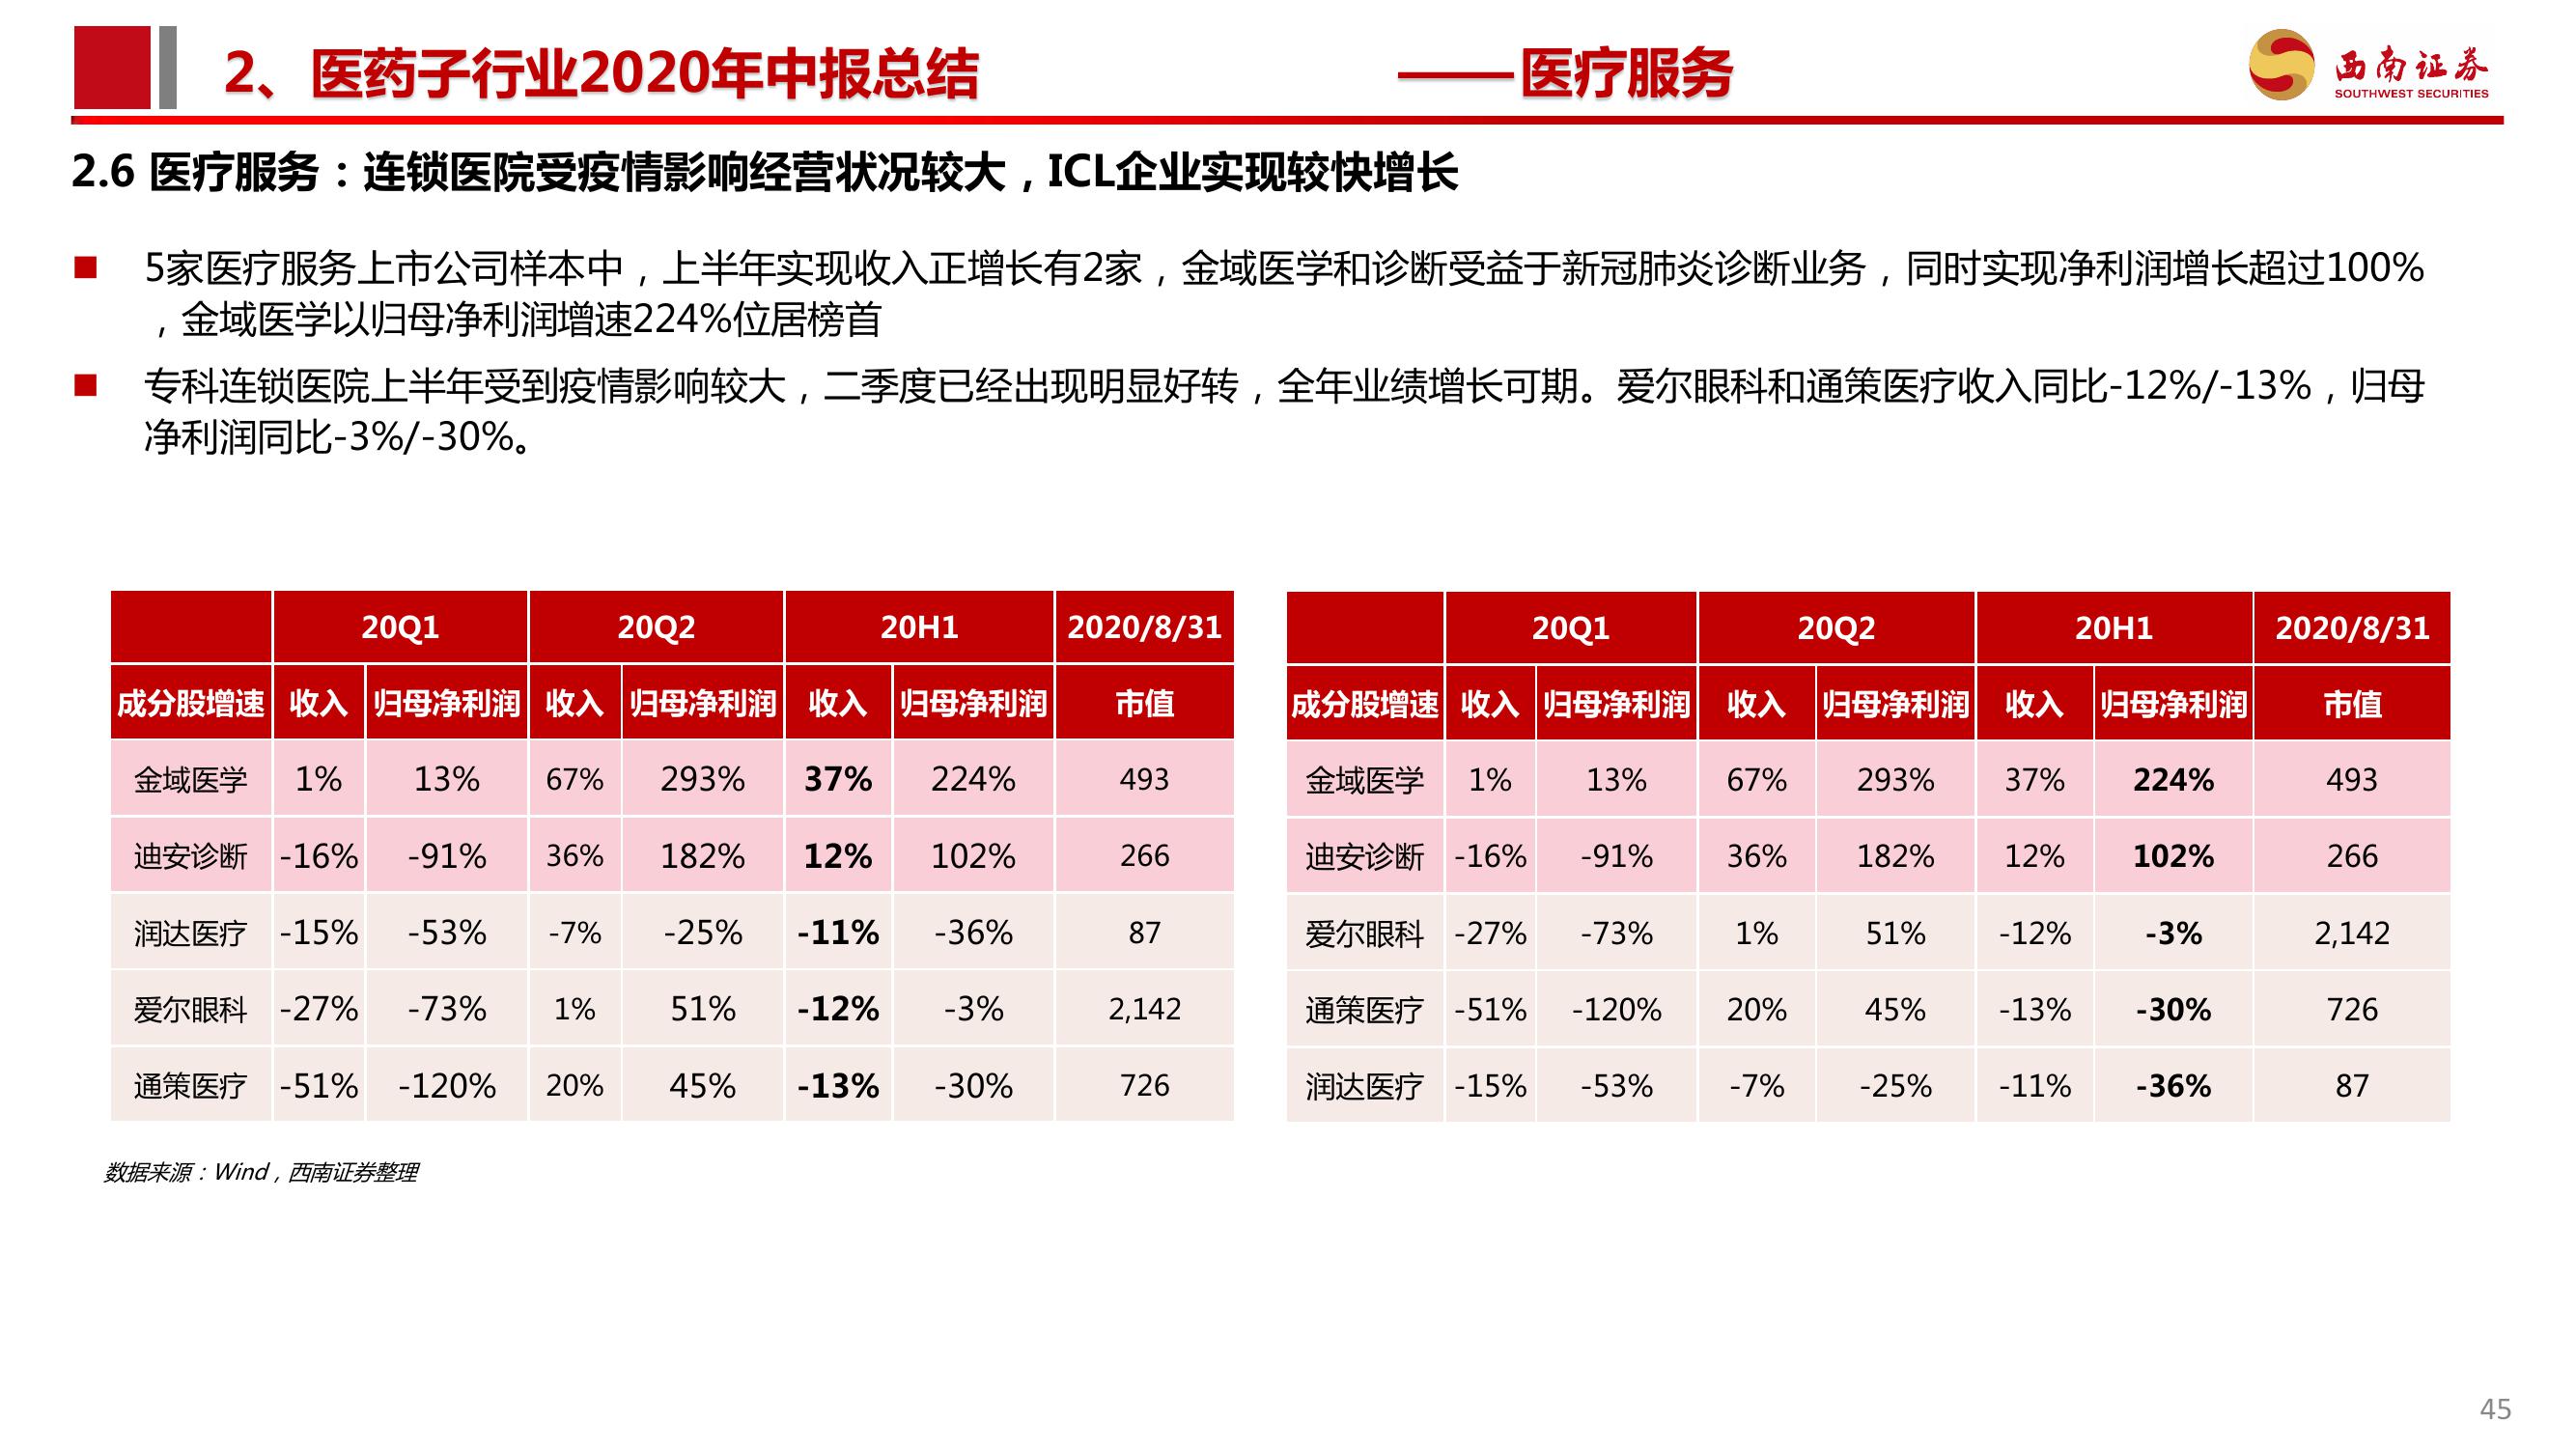 2、医药子行业2020年中报总结 ——医疗服务
西南证券
SOUTHWEST SECURITIES
2.6 医疗服务：连锁医院受疫情影响经营状况较大，ICL企业实现较快增长
■ 5家医疗服务上市公司样本中，上半年实现收入正增长有2家，金域医学和诊断受益于新冠肺炎诊断业务，同时实现净利润增长超过100%
，金域医学以归母净利润增速224%位居榜首
■ 专科连锁医院上半年受到疫情影响较大，二季度已经出现明显好转，全年业绩增长可期。爱尔眼科和通策医疗收入同比-12%/-13%，归母
净利润同比-3%/-30%。
20Q1 20Q2 20H1 2020/8/31
成分股增速 收入 归母净利润 收入 归母净利润 收入 归母净利润 市值
金域医学 1% 13% 67% 293% 37% 224% 493
迪安诊断 -16% -91% 36% 182% 12% 102% 266
润达医疗 -15% -53% -7% -25% -11% -36% 87
爱尔眼科 -27% -73% 1% 51% -12% -3% 2,142
通策医疗 -51% -120% 20% 45% -13% -30% 726
20Q1 20Q2 20H1 2020/8/31
成分股增速 收入 归母净利润 收入 归母净利润 收入 归母净利润 市值
金域医学 1% 13% 67% 293% 37% 224% 493
迪安诊断 -16% -91% 36% 182% 12% 102% 266
爱尔眼科 -27% -73% 1% 51% -12% -3% 2,142
通策医疗 -51% -120% 20% 45% -13% -30% 726
润达医疗 -15% -53% -7% -25% -11% -36% 87
数据来源：Wind，西南证券整理
45